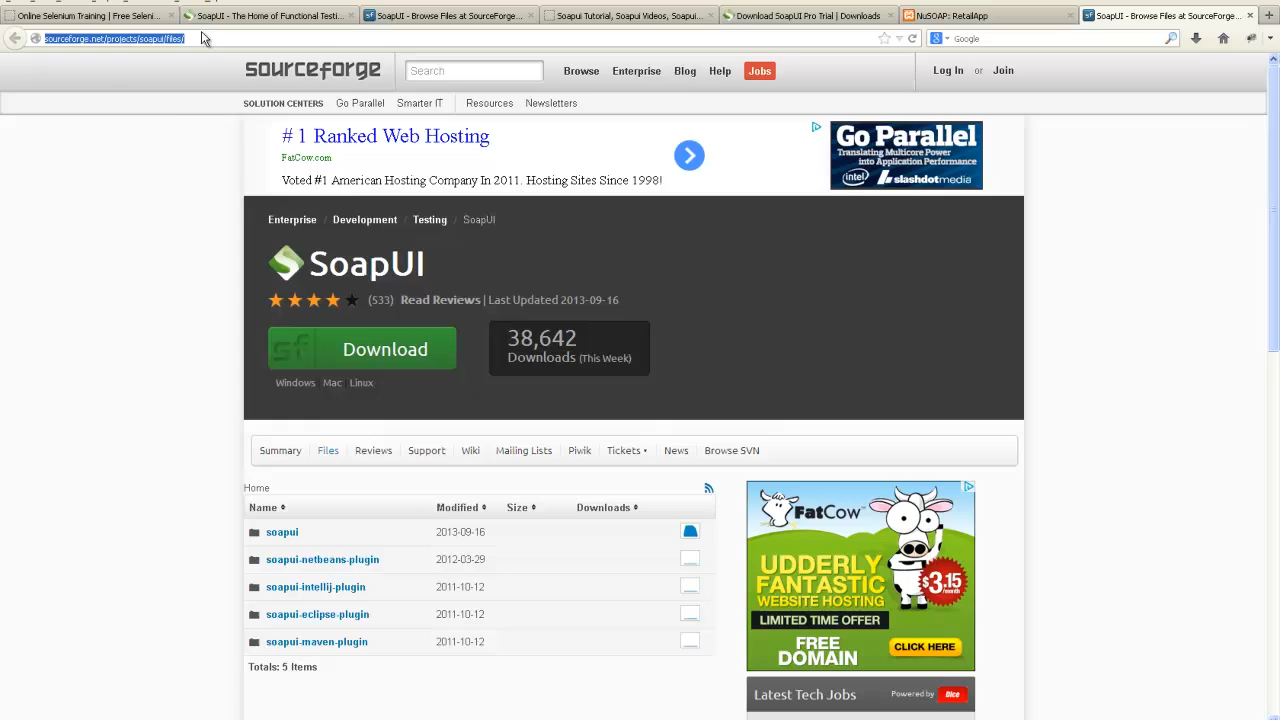 Online Selenium Training | Free Seleni...
SoapUI - The Home of Functional Testi...
SoapUI - Browse Files at SourceForge...
Soapui Tutorial, Soapui Videos, Soapui...
Download SoapUI Pro Trial | Downloads
NuSOAP: RetailApp
SoapUI - Browse Files at SourceForge...
sourceforge.net/projects/soapui/files/
Google
sourceforge
Search
Browse
Enterprise
Blog
Help
Jobs
Log In or Join
SOLUTION CENTERS
Go Parallel
Smarter IT
Resources
Newsletters
# 1 Ranked Web Hosting
FatCow.com
Voted #1 American Hosting Company In 2011. Hosting Sites Since 1998!
Go Parallel
Translating Multicore Power
into Application Performance
intel
slashdotmedia
Enterprise / Development / Testing / SoapUI
SoapUI
(533) Read Reviews | Last Updated 2013-09-16
sf Download
38,642
Downloads (This Week)
Windows Mac Linux
Summary
Files
Reviews
Support
Wiki
Mailing Lists
Piwik
Tickets
News
Browse SVN
Home
Name Modified Size Downloads
soapui 2013-09-16
soapui-netbeans-plugin 2012-03-29
soapui-intellij-plugin 2011-10-12
soapui-eclipse-plugin 2011-10-12
soapui-maven-plugin 2011-10-12
Totals: 5 Items
FatCow
UDDERLY
FANTASTIC
WEBSITE HOSTING
$3.15
/month
LIMITED TIME OFFER
FREE
DOMAIN
CLICK HERE
Latest Tech Jobs
Powered by Dice